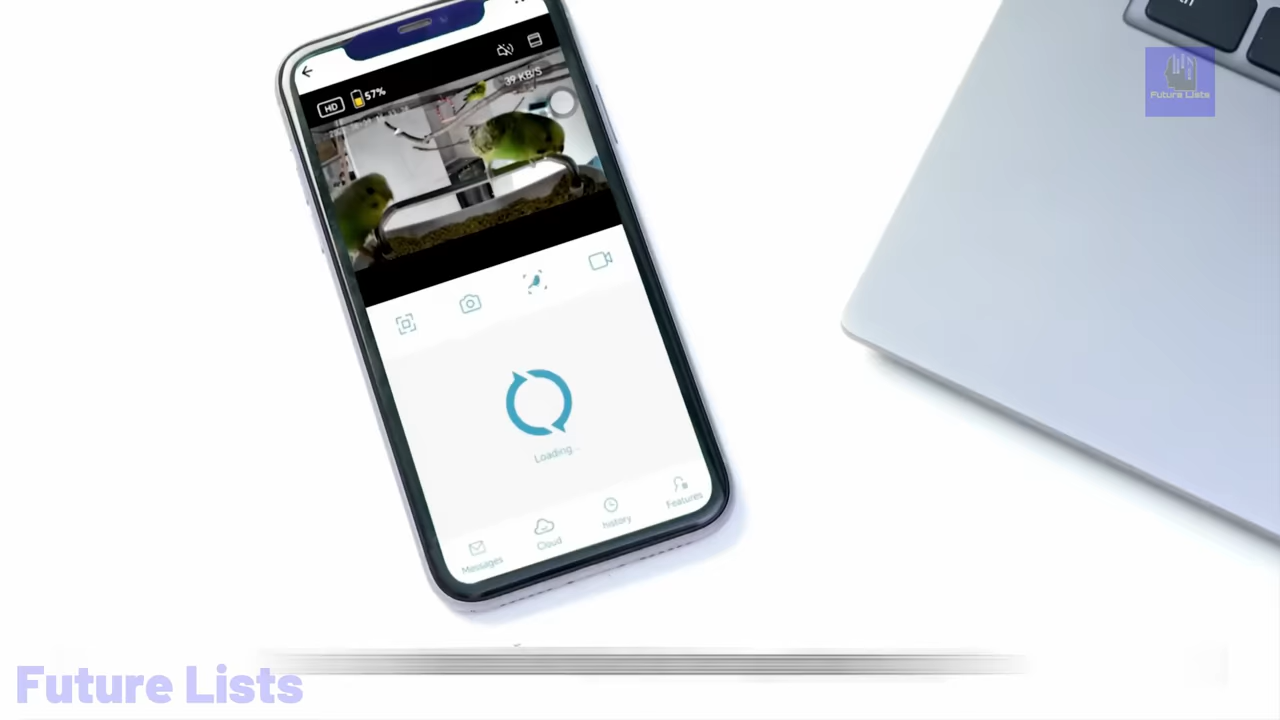 HD 57%
39 KB/S
Loading...
Messages
Cloud
history
Features
Future Lists
Future Lists